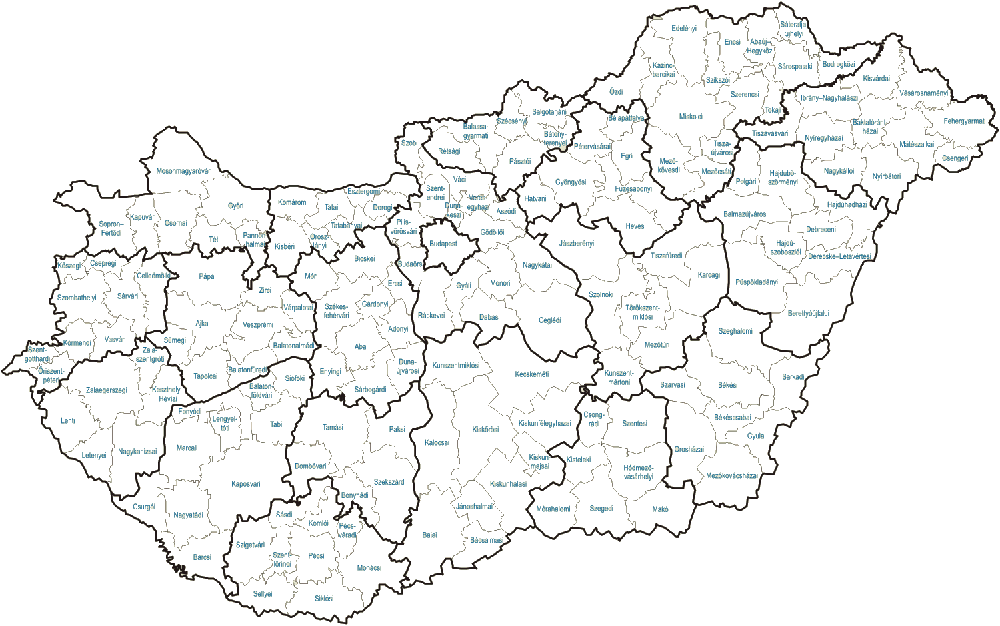 Sátoralja-
újhelyi
Edelényi
Encsi
Abaúj–
Hegyközi
Kazinc-
barcikai
Sárospataki
Bodrogközi
Szikszói
Kisvárdai
Ózdi
Szerencsi
Vásárosnaményi
Ibrány–Nagyhalászi
Tokaji
Salgótarjáni
Szécsényi
Bélapátfalvai
Miskolci
Fehérgyarmati
Baktalóránt-
házai
Balassa-
gyarmati
Bátony-
terenyei
Tiszavasvári
Nyíregyházai
Szobi
Rétsági
Pétervásárai
Tisza-
újvárosi
Mátészalkai
Pásztói
Egri
Mező-
kövesdi
Csengeri
Mosonmagyaróvári
Mezőcsáti
Nagykállói
Nyírbátori
Váci
Gyöngyösi
Polgári
Hajdúbö-
szörményi
Szent-
endrei
Füzesabonyi
Esztergomi
Komáromi
Tatai
Dorogi
Duna-
keszi
Veres-
egyházi
Hatvani
Győri
Aszódi
Hajdúhadházi
Kapuvári
Csornai
Sopron–
Fertődi
Balmazújvárosi
Tatabányai
Pilis-
vörösvári
Gödöllői
Hevesi
Debreceni
Téti
Pannon-
halmai
Kisbéri
Orosz-
lányi
Budapest
Jászberényi
Hajdú-
szoboszlói
Derecske–Létavértesi
Tiszafüredi
Bicskei
Budaörsi
Nagykátai
Kőszegi
Csepregi
Celldömölki
Pápai
Móri
Karcagi
Ercsi
Gyáli
Monori
Püspökladányi
Zirci
Szolnoki
Szombathelyi
Sárvári
Várpalotai
Székes-
fehérvári
Gárdonyi
Törökszent-
miklósi
Berettyóújfalui
Ráckevei
Dabasi
Ceglédi
Ajkai
Veszprémi
Adonyi
Szeghalomi
Körmendi
Vasvári
Sümegi
Balatonalmádi
Abai
Mezőtúri
Szent-
gotthárdi
Zala-
szentgróti
Őriszent-
péteri
Tapolcai
Balatonfüredi
Enyingi
Duna-
újvárosi
Kunszentmiklósi
Kecskeméti
Kunszent-
mártoni
Siófoki
Zalaegerszegi
Keszthely–
Hévízi
Balaton-
földvári
Sárbogárdi
Szarvasi
Békési
Sarkadi
Fonyódi
Lenti
Lengyel-
tóti
Tabi
Tamási
Paksi
Kiskőrösi
Kiskunfélegyházai
Csong-
rádi
Szentesi
Békéscsabai
Letenyei
Nagykanizsai
Marcali
Kalocsai
Gyulai
Orosházai
Dombóvári
Kiskun-
majsai
Kisteleki
Hódmező-
vásárhelyi
Mezőkovácsházai
Kaposvári
Szekszárdi
Kiskunhalasi
Bonyhádi
Csurgói
Nagyatádi
Sásdi
Jánoshalmai
Mórahalomi
Szegedi
Makói
Komlói
Pécs-
váradi
Bajai
Bácsalmási
Szigetvári
Barcsi
Szent-
lőrinci
Pécsi
Mohácsi
Sellyei
Siklósi